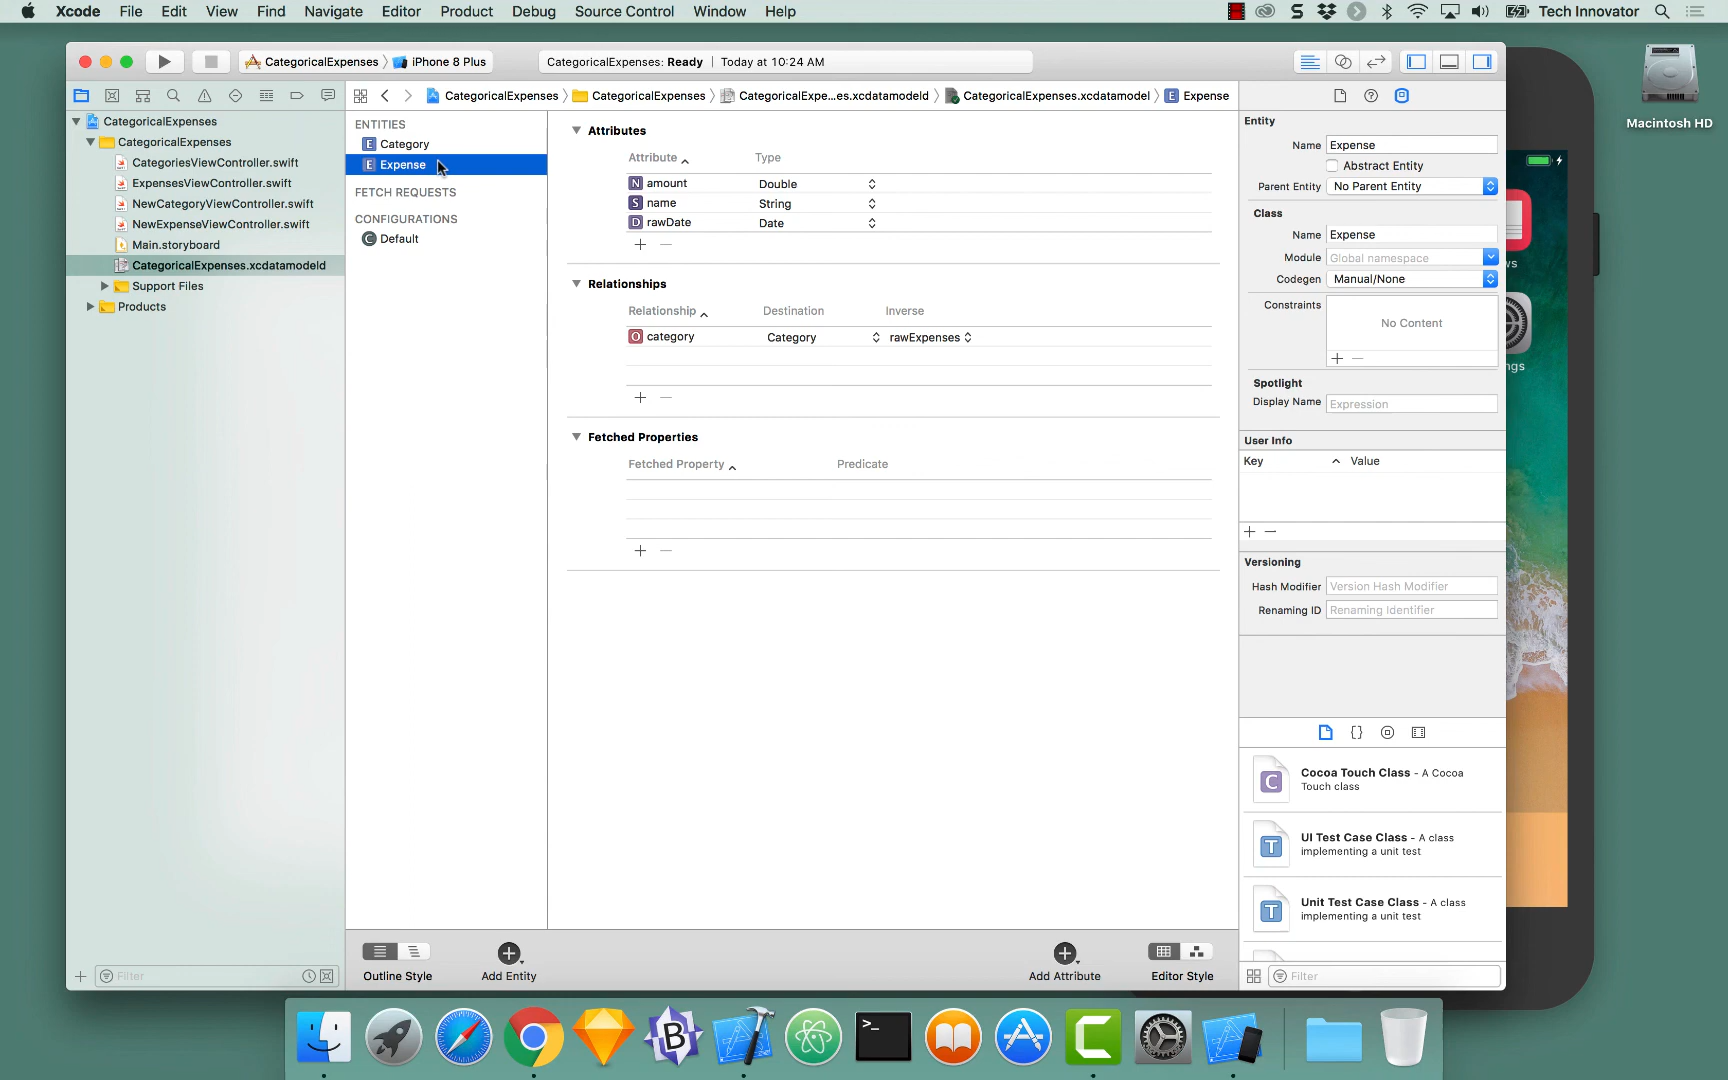 Xcode File Edit View Find Navigate Editor Product Debug Source Control Window Help Tech Innovator
CategoricalExpenses iPhone 8 Plus CategoricalExpenses: Ready | Today at 10:24 AM
Macintosh HD
CategoricalExpenses CategoricalExpenses CategoricalExpe...es.xcdatamodeld CategoricalExpenses.xcdatamodel E Expense
CategoricalExpenses
CategoricalExpenses
CategoriesViewController.swift
ExpensesViewController.swift
NewCategoryViewController.swift
NewExpenseViewController.swift
Main.storyboard
CategoricalExpenses.xcdatamodeld
Support Files
Products
Filter
ENTITIES
E Category
E Expense
FETCH REQUESTS
CONFIGURATIONS
C Default
Attributes
Attribute Type
N amount Double
S name String
D rawDate Date
Relationships
Relationship Destination Inverse
O category Category rawExpenses
Fetched Properties
Fetched Property Predicate
Outline Style Add Entity Add Attribute Editor Style
Entity
Name Expense
Abstract Entity
Parent Entity No Parent Entity
Class
Name Expense
Module Global namespace
Codegen Manual/None
Constraints No Content
Spotlight
Display Name Expression
User Info
Key Value
Versioning
Hash Modifier Version Hash Modifier
Renaming ID Renaming Identifier
{}
C Cocoa Touch Class - A Cocoa
Touch class
T UI Test Case Class - A class
implementing a unit test
T Unit Test Case Class - A class
implementing a unit test
Filter
ws
ngs